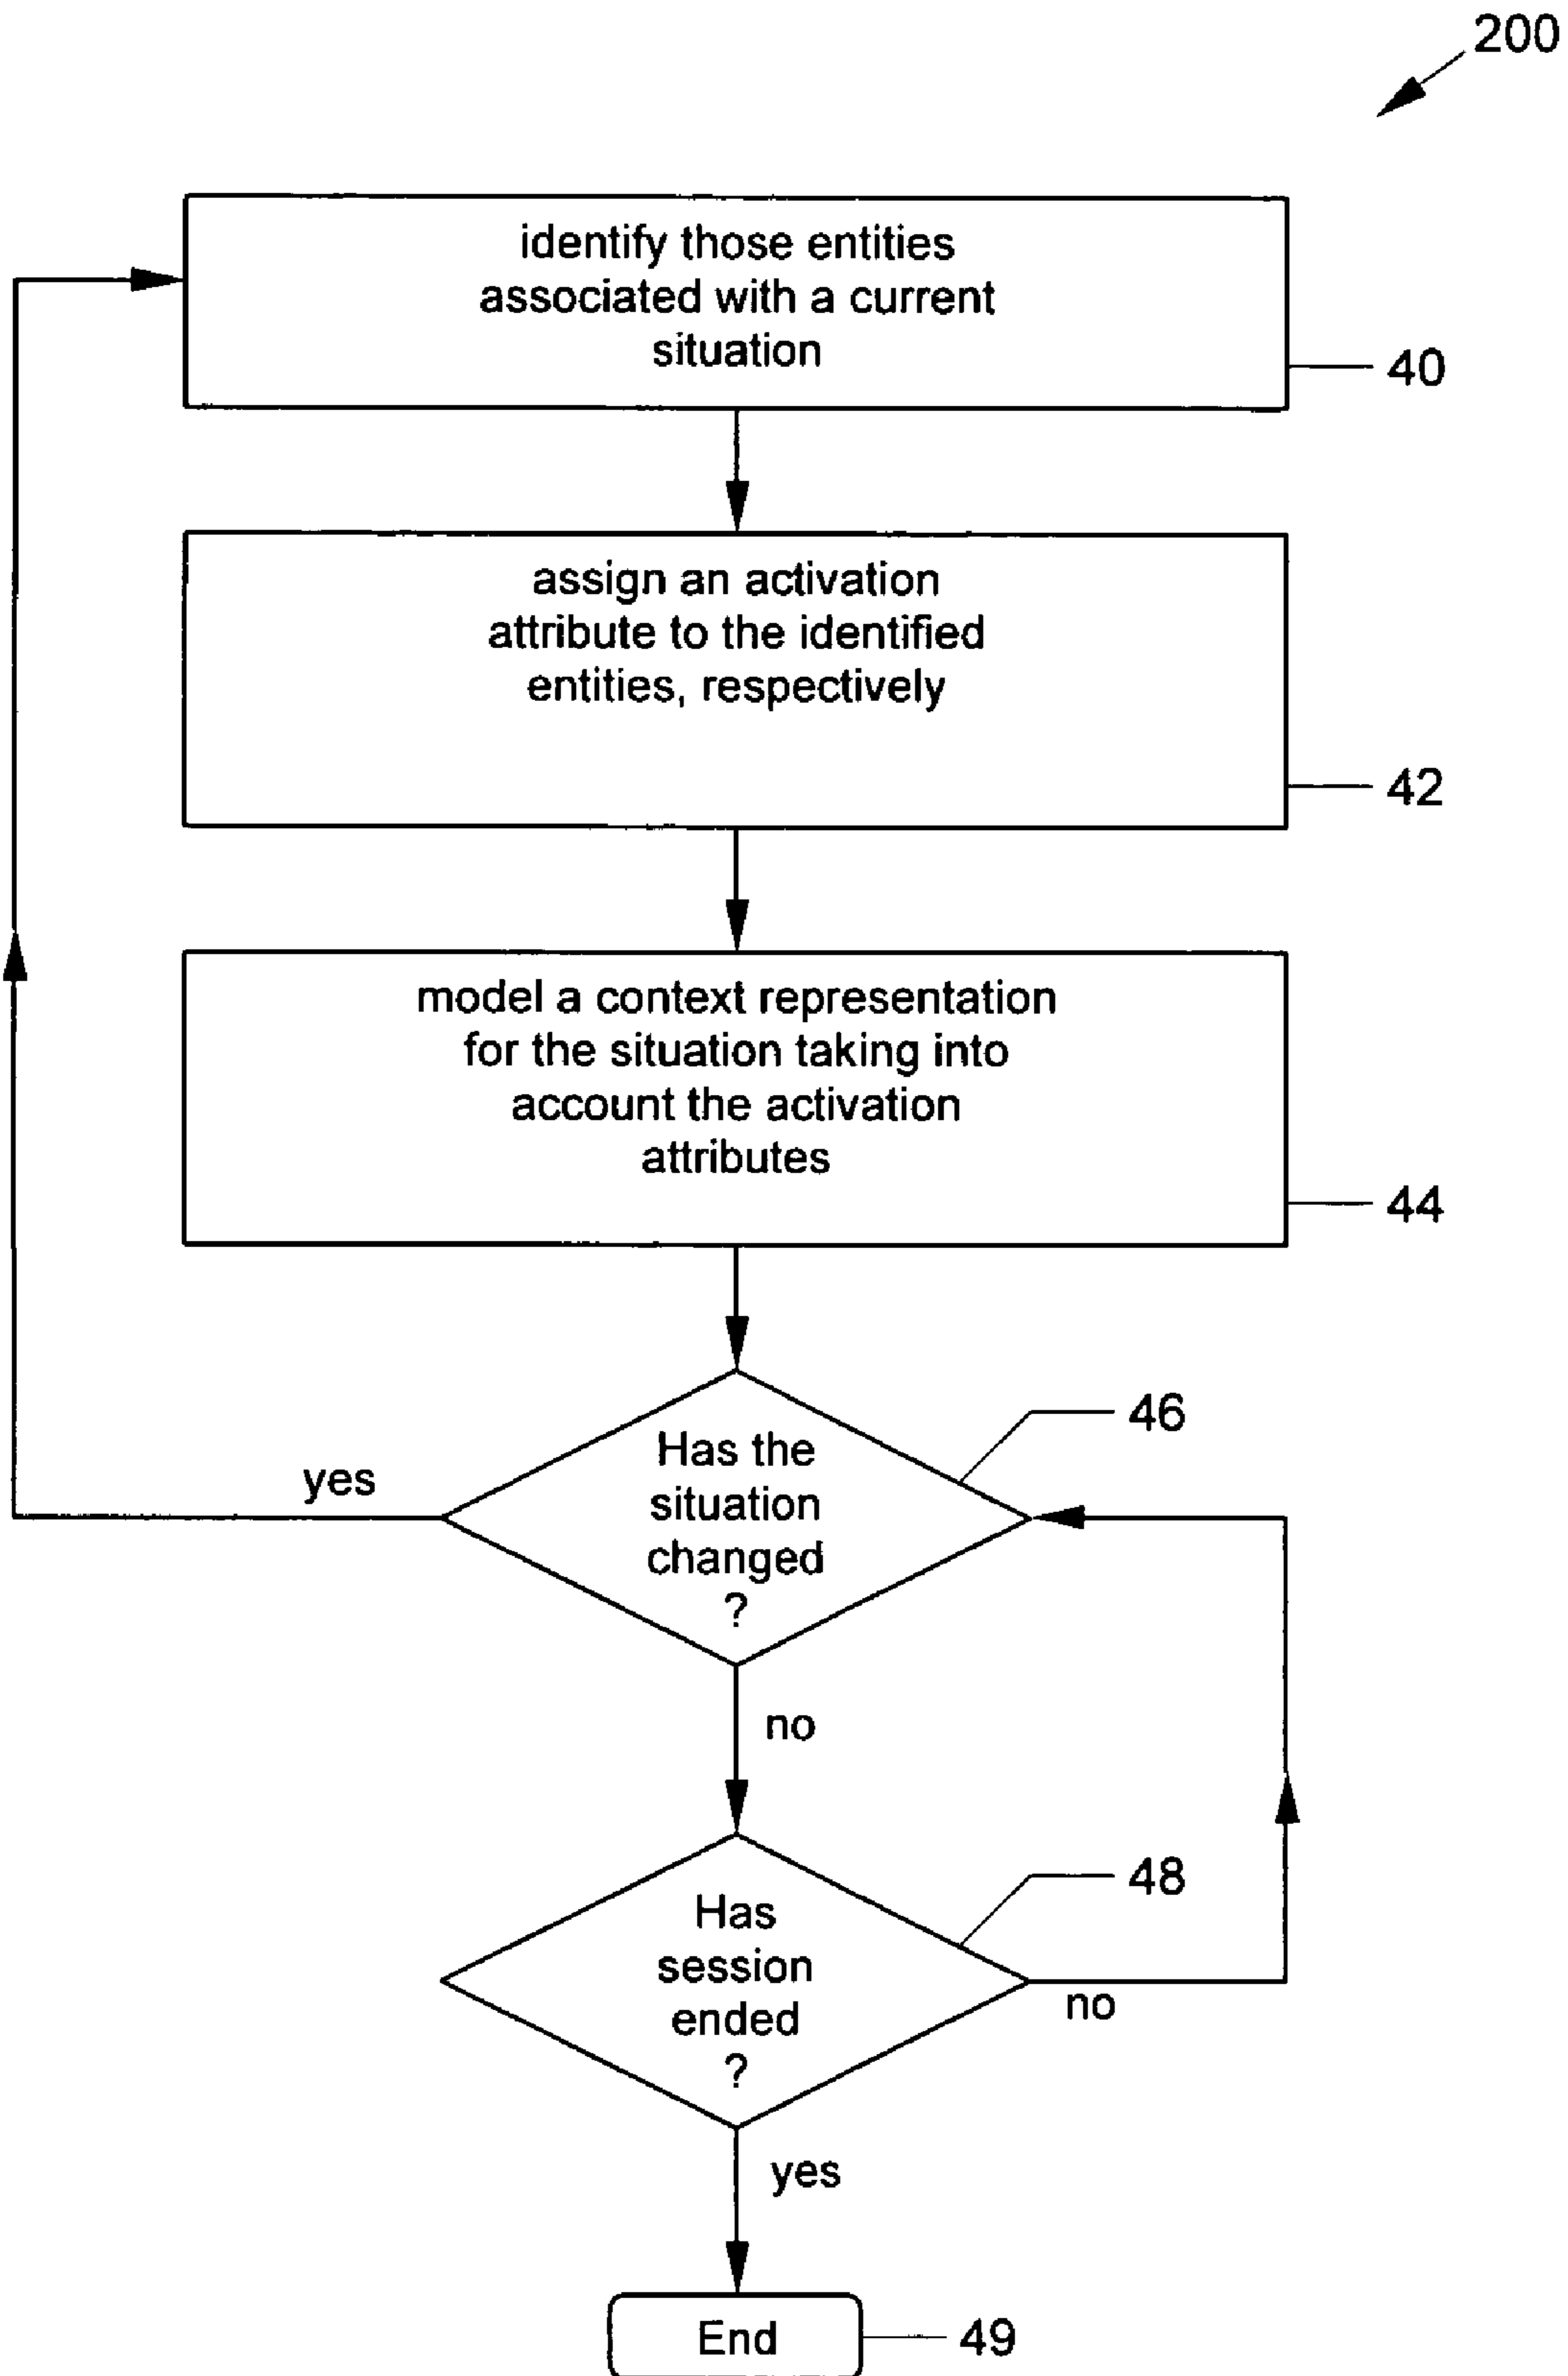 200
identify those entities
associated with a current
situation
40
assign an activation
attribute to the identified
entities, respectively
42
model a context representation
for the situation taking into
account the activation
attributes
44
46
Has the
situation
changed
?
yes
no
48
Has
session
ended
?
no
yes
End
49